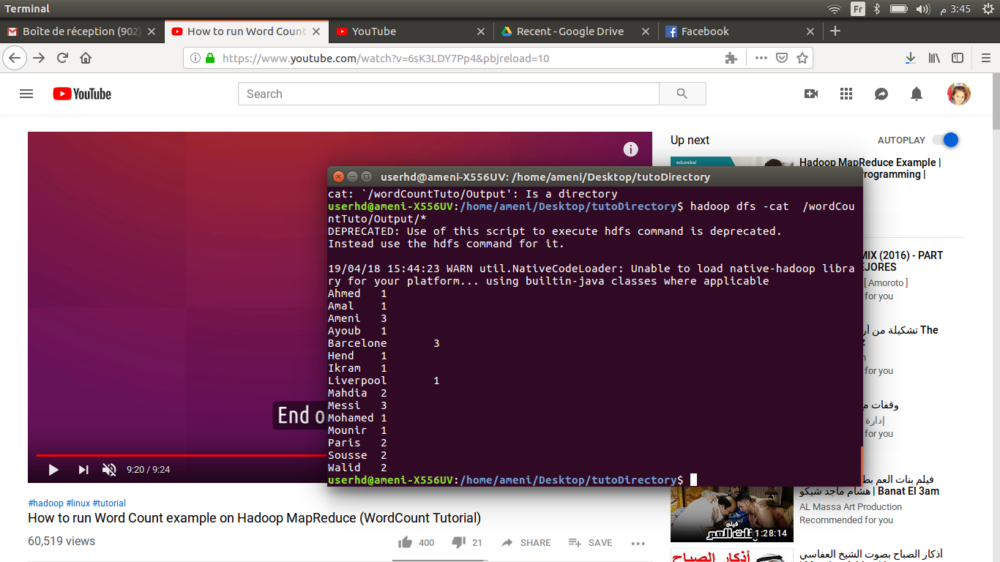 Terminal
Fr
3:45 م
Boîte de réception (902)
How to run Word Count
YouTube
Recent - Google Drive
Facebook
https://www.youtube.com/watch?v=6sK3LDY7Pp4&pbjreload=10
YouTube
Search
Up next
AUTOPLAY
edureka!
Hadoop MapReduce Example |
rogramming |
userhd@ameni-X556UV: /home/ameni/Desktop/tutoDirectory
cat: `/wordCountTuto/Output': Is a directory
userhd@ameni-X556UV:/home/ameni/Desktop/tutoDirectory$ hadoop dfs -cat  /wordCou
ntTuto/Output/*
DEPRECATED: Use of this script to execute hdfs command is deprecated.
Instead use the hdfs command for it.
19/04/18 15:44:23 WARN util.NativeCodeLoader: Unable to load native-hadoop libra
ry for your platform... using builtin-java classes where applicable
Ahmed 1
Amal 1
Ameni 3
Ayoub 1
Barcelone 3
Hend 1
Ikram 1
Liverpool 1
Mahdia 2
Messi 3
Mohamed 1
Mounir 1
Paris 2
Sousse 2
Walid 2
userhd@ameni-X556UV:/home/ameni/Desktop/tutoDirectory$
MIX (2016) - PART
EJORES
[ Amoroto ]
for you
تشكيلة من أر The
z
for you
وقفات م
إدارة
for you
فيلم بنات العم بط
هشام ماجد شيكو | Banat El 3am
AL Massa Art Production
Recommended for you
فيلم
بنات العم
1:28:14
أذكار الصباح
أذكار الصباح بصوت الشيخ العفاسي
End o
9:20 / 9:24
#hadoop #linux #tutorial
How to run Word Count example on Hadoop MapReduce (WordCount Tutorial)
60,519 views
400
21
SHARE
SAVE